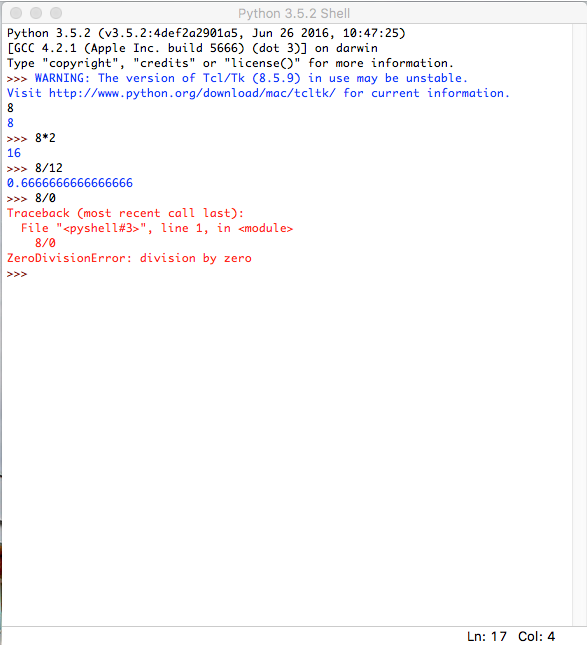 Python 3.5.2 Shell
Python 3.5.2 (v3.5.2:4def2a2901a5, Jun 26 2016, 10:47:25)
[GCC 4.2.1 (Apple Inc. build 5666) (dot 3)] on darwin
Type "copyright", "credits" or "license()" for more information.
>>> WARNING: The version of Tcl/Tk (8.5.9) in use may be unstable.
Visit http://www.python.org/download/mac/tcltk/ for current information.
8
8
>>> 8*2
16
>>> 8/12
0.6666666666666666
>>> 8/0
Traceback (most recent call last):
  File "<pyshell#3>", line 1, in <module>
    8/0
ZeroDivisionError: division by zero
>>>
Ln: 17 Col: 4